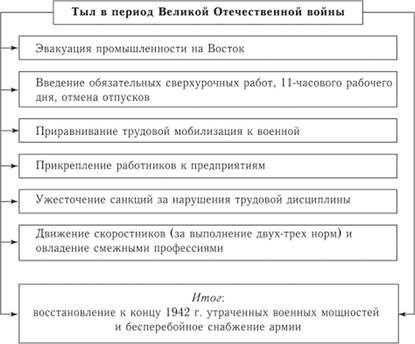 Тыл в период Великой Отечественной войны
Эвакуация промышленности на Восток
Введение обязательных сверхурочных работ, 11-часового рабочего
дня, отмена отпусков
Приравнивание трудовой мобилизация к военной
Прикрепление работников к предприятиям
Ужесточение санкций за нарушения трудовой дисциплины
Движение скоростников (за выполнение двух-трех норм) и
овладение смежными профессиями
Итог:
восстановление к концу 1942 г. утраченных военных мощностей
и бесперебойное снабжение армии